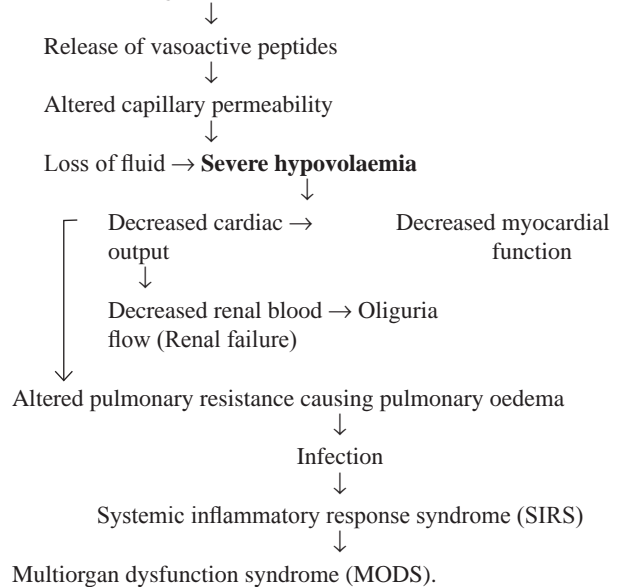 ↓
Release of vasoactive peptides
↓
Altered capillary permeability
↓
Loss of fluid → Severe hypovolaemia
↓
Decreased cardiac → Decreased myocardial
output function
↓
Decreased renal blood → Oliguria
flow (Renal failure)
Altered pulmonary resistance causing pulmonary oedema
↓
Infection
↓
Systemic inflammatory response syndrome (SIRS)
↓
Multiorgan dysfunction syndrome (MODS).